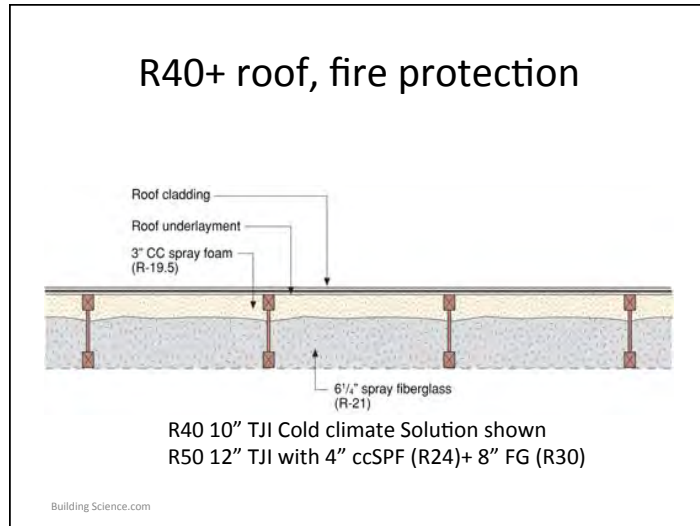 R40+ roof, fire protection
Roof cladding
Roof underlayment
3" CC spray foam
(R-19.5)
6¹/₄" spray fiberglass
(R-21)
R40 10” TJI Cold climate Solution shown
R50 12” TJI with 4” ccSPF (R24)+ 8” FG (R30)
Building Science.com